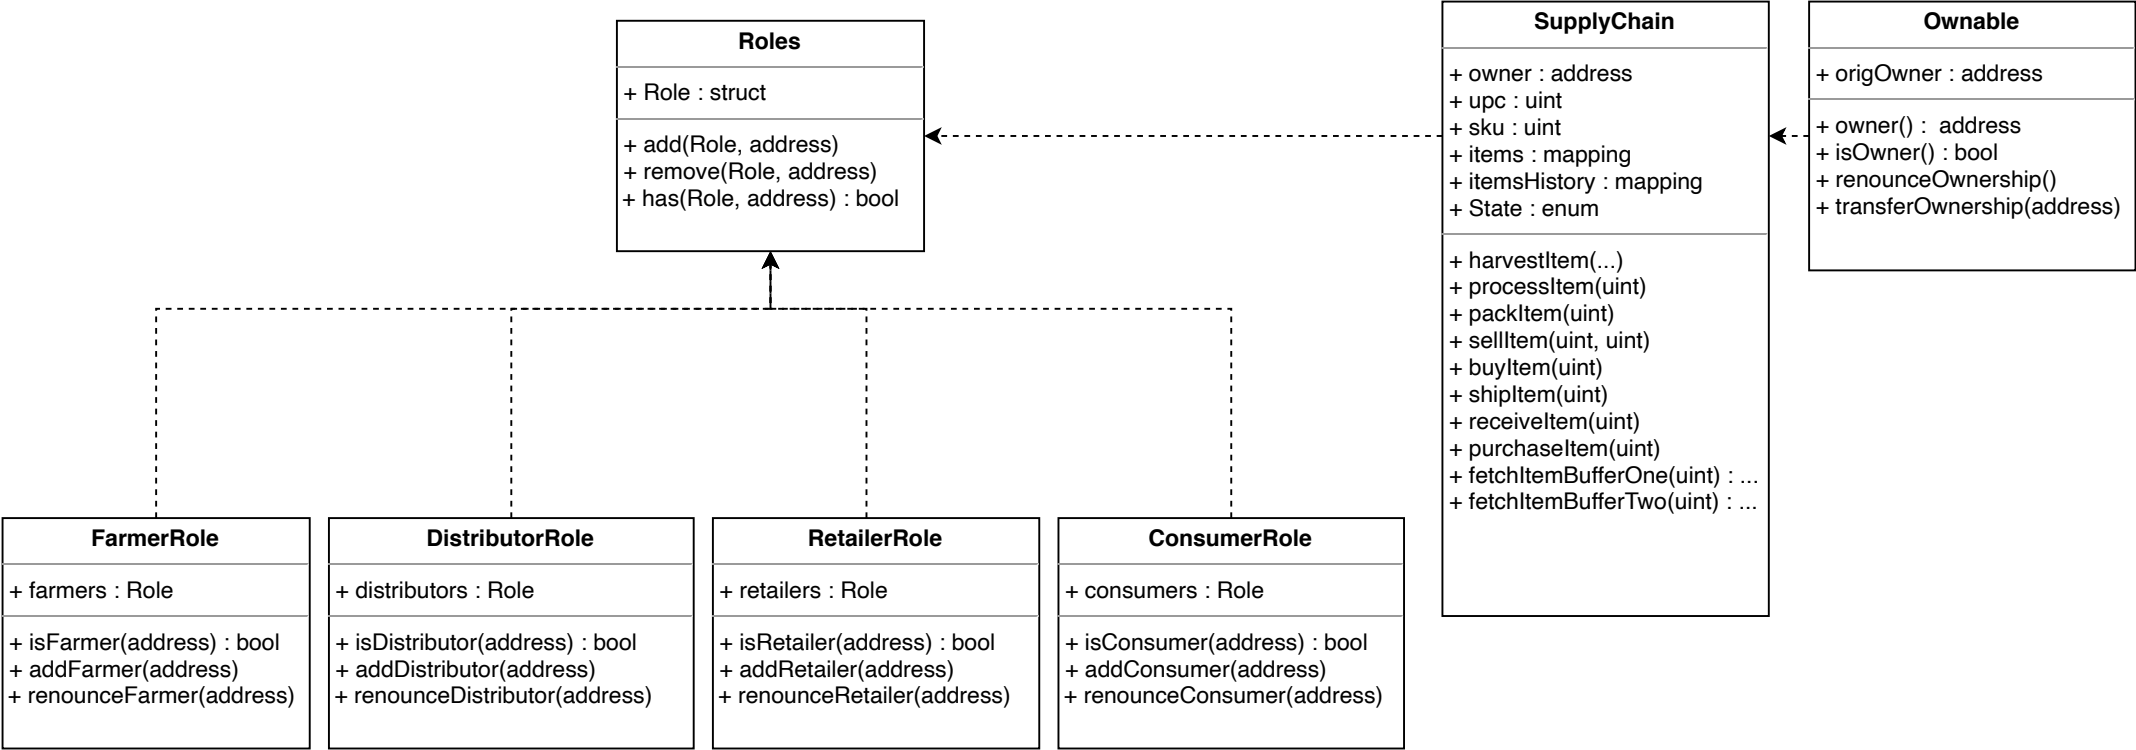 Roles
+ Role : struct
+ add(Role, address)
+ remove(Role, address)
+ has(Role, address) : bool
SupplyChain
+ owner : address
+ upc : uint
+ sku : uint
+ items : mapping
+ itemsHistory : mapping
+ State : enum
+ harvestItem(...)
+ processItem(uint)
+ packItem(uint)
+ sellItem(uint, uint)
+ buyItem(uint)
+ shipItem(uint)
+ receiveItem(uint)
+ purchaseItem(uint)
+ fetchItemBufferOne(uint) : ...
+ fetchItemBufferTwo(uint) : ...
Ownable
+ origOwner : address
+ owner() : address
+ isOwner() : bool
+ renounceOwnership()
+ transferOwnership(address)
FarmerRole
+ farmers : Role
+ isFarmer(address) : bool
+ addFarmer(address)
+ renounceFarmer(address)
DistributorRole
+ distributors : Role
+ isDistributor(address) : bool
+ addDistributor(address)
+ renounceDistributor(address)
RetailerRole
+ retailers : Role
+ isRetailer(address) : bool
+ addRetailer(address)
+ renounceRetailer(address)
ConsumerRole
+ consumers : Role
+ isConsumer(address) : bool
+ addConsumer(address)
+ renounceConsumer(address)